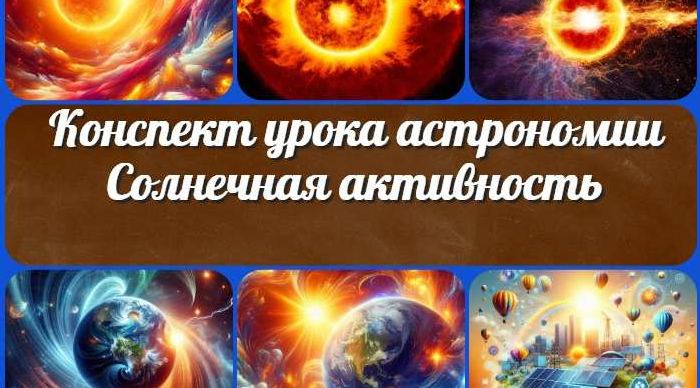 Конспект урока астрономии
Солнечная активность